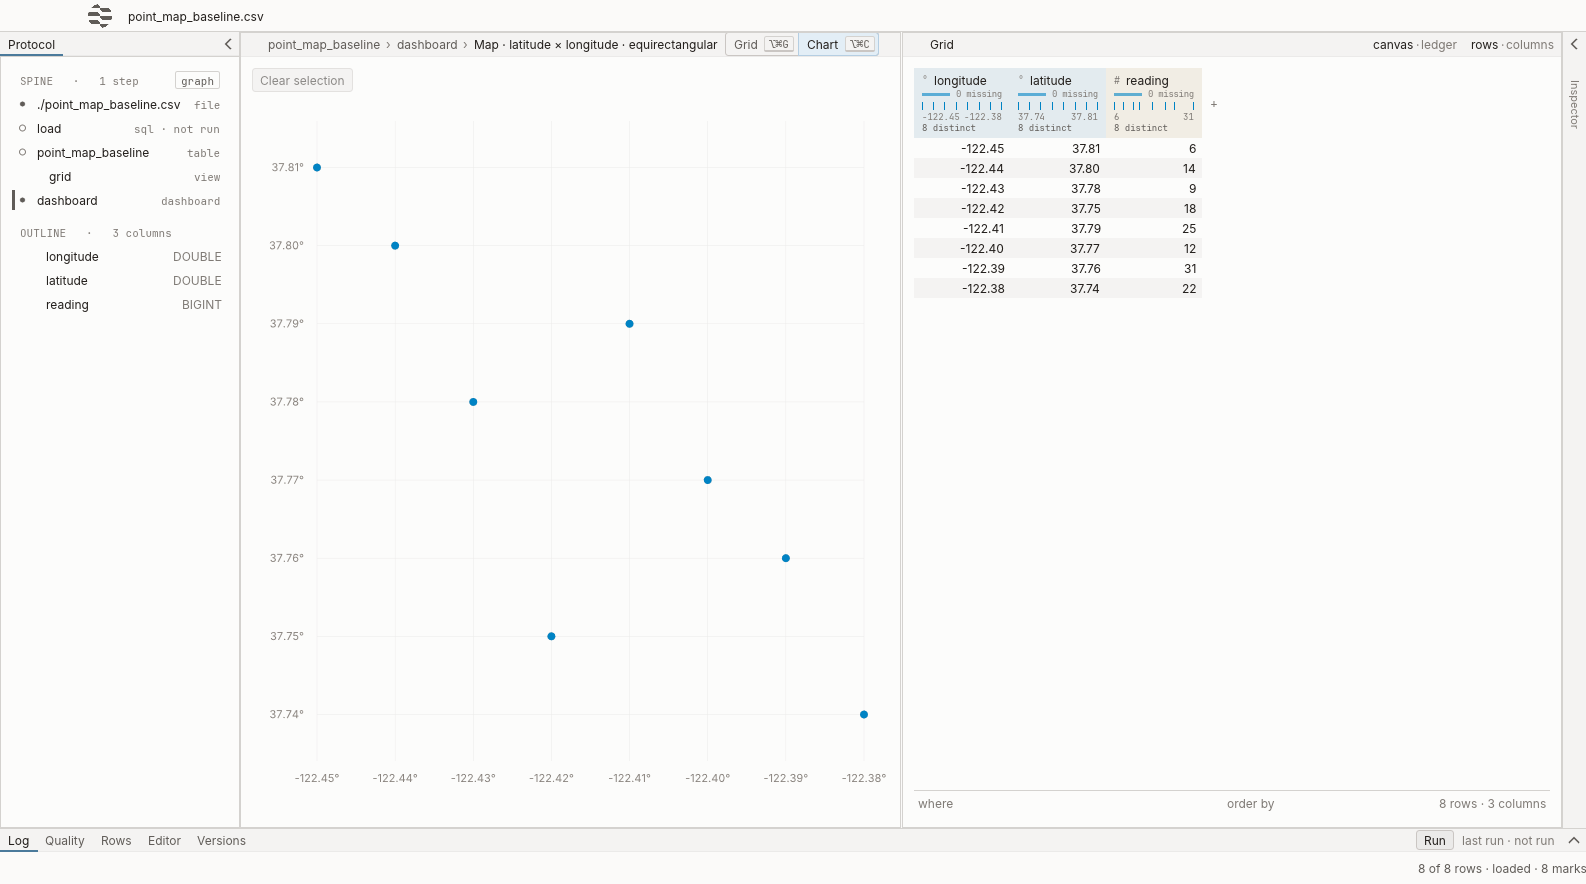 point_map_baseline.csv
Protocol
SPINE · 1 step graph
./point_map_baseline.csv file
load sql · not run
point_map_baseline table
grid view
dashboard dashboard
OUTLINE · 3 columns
longitude DOUBLE
latitude DOUBLE
reading BIGINT
point_map_baseline › dashboard › Map · latitude × longitude · equirectangular Grid ⌥⌘G Chart ⌥⌘C
Clear selection
37.81°
37.80°
37.79°
37.78°
37.77°
37.76°
37.75°
37.74°
-122.45° -122.44° -122.43° -122.42° -122.41° -122.40° -122.39° -122.38°
Grid canvas · ledger rows · columns
° longitude ° latitude # reading
0 missing 0 missing 0 missing
-122.45 -122.38 37.74 37.81 6 31
8 distinct 8 distinct 8 distinct
+
-122.45 37.81 6
-122.44 37.80 14
-122.43 37.78 9
-122.42 37.75 18
-122.41 37.79 25
-122.40 37.77 12
-122.39 37.76 31
-122.38 37.74 22
where order by 8 rows · 3 columns
Inspector
Log Quality Rows Editor Versions Run last run · not run
8 of 8 rows · loaded · 8 marks